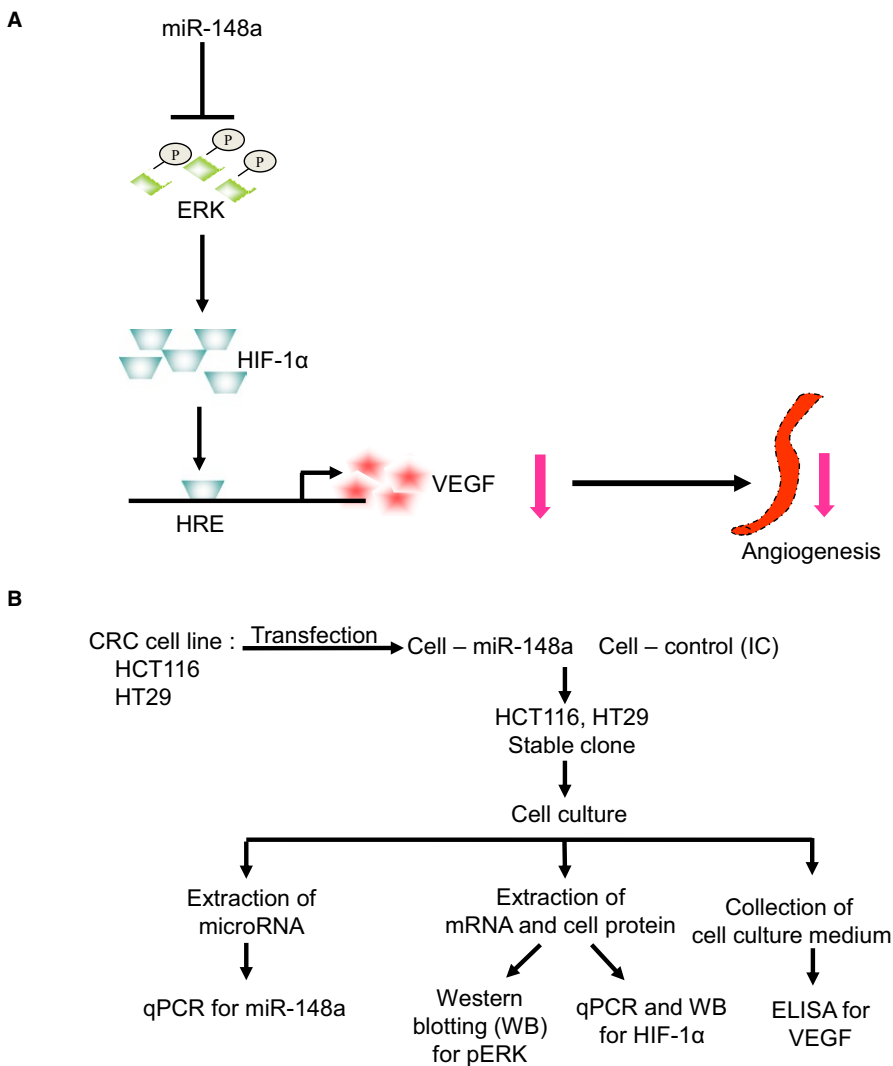 A
miR-148a
P
P
P
ERK
HIF-1α
VEGF
HRE
Angiogenesis
B
CRC cell line :
HCT116
HT29
Transfection
Cell – miR-148a
Cell – control (IC)
HCT116, HT29
Stable clone
Cell culture
Extraction of
microRNA
qPCR for miR-148a
Extraction of
mRNA and cell protein
Western
blotting (WB)
for pERK
qPCR and WB
for HIF-1α
Collection of
cell culture medium
ELISA for
VEGF